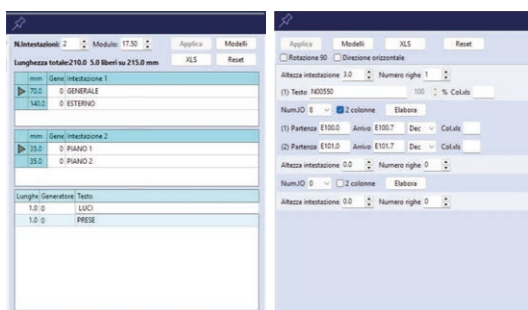 N.Intestazioni: 2 Modulo: 17.50 Applica Modelli
Lunghezza totale:210.0 5.0 liberi su 215.0 mm XLS Reset
mm Gene Intestazione 1
70.0 0 GENERALE
140.0 0 ESTERNO
mm Gene Intestazione 2
35.0 0 PIANO 1
35.0 0 PIANO 2
Lunghe Generatore Testo
1.0 0 LUCI
1.0 0 PRESE
Applica Modelli XLS Reset
Rotazione 90 Direzione orizzontale
Altezza intestazione 3.0 Numero righe 1
(1) Testo N00550 100 % Col.xls
Num.IO 8 2 colonne Elabora
(1) Partenza E100.0 Arrivo E100.7 Dec Col.xls
(2) Partenza E101.0 Arrivo E101.7 Dec Col.xls
Altezza intestazione 0.0 Numero righe 0
Num.IO 0 2 colonne Elabora
Altezza intestazione 0.0 Numero righe 0